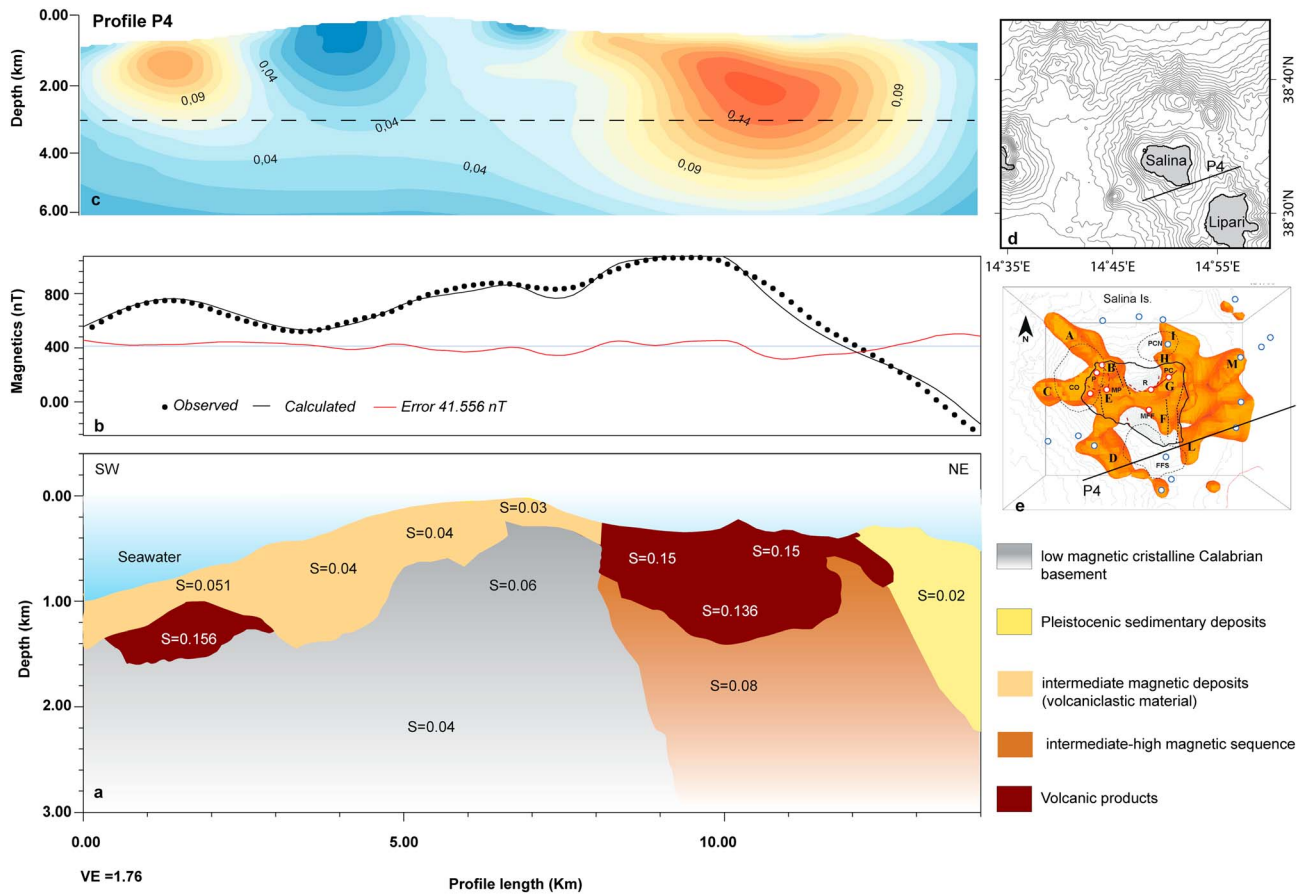 Profile P4
0.00
2.00
4.00
6.00
Depth (km)
0,09
0,04
0,04
0,04
0,04
0,14
0,09
0,09
c
Salina
P4
Lipari
d
38°40'N
38°30'N
14°35'E
14°45'E
14°55'E
Magnetics (nT)
800
400
0.00
Observed
Calculated
Error 41.556 nT
b
Salina Is.
N
A
B
C
CO
P
MP
E
R
PCN
I
H
PC
G
M
MFF
F
D
L
FFS
P4
e
SW
NE
0.00
1.00
2.00
3.00
Depth (km)
Seawater
S=0.03
S=0.04
S=0.04
S=0.051
S=0.156
S=0.06
S=0.04
S=0.15
S=0.15
S=0.136
S=0.08
S=0.02
a
0.00
5.00
10.00
VE =1.76
Profile length (Km)
low magnetic cristalline Calabrian
basement
Pleistocenic sedimentary deposits
intermediate magnetic deposits
(volcaniclastic material)
intermediate-high magnetic sequence
Volcanic products